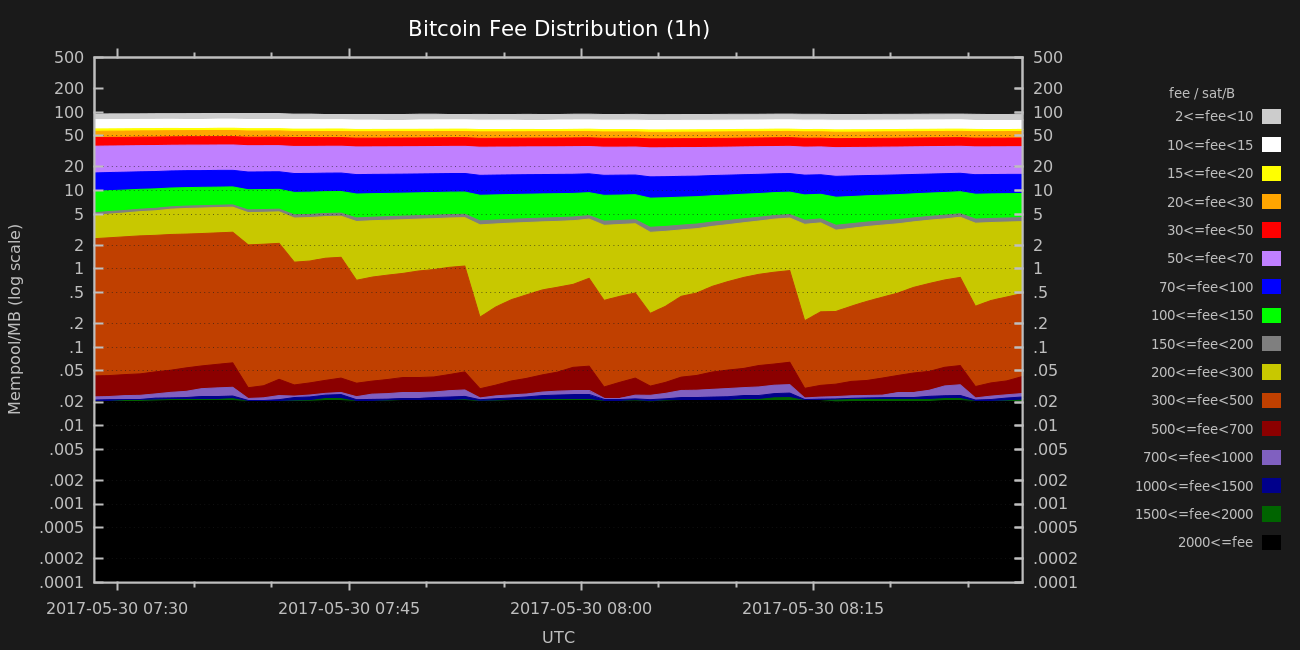 Bitcoin Fee Distribution (1h)
500 500
200 200
100 100
50 50
20 20
10 10
5 5
2 2
1 1
.5 .5
.2 .2
.1 .1
.05 .05
.02 .02
.01 .01
.005 .005
.002 .002
.001 .001
.0005 .0005
.0002 .0002
.0001 .0001
Mempool/MB (log scale)
2017-05-30 07:30 2017-05-30 07:45 2017-05-30 08:00 2017-05-30 08:15
UTC
fee / sat/B
2<=fee<10
10<=fee<15
15<=fee<20
20<=fee<30
30<=fee<50
50<=fee<70
70<=fee<100
100<=fee<150
150<=fee<200
200<=fee<300
300<=fee<500
500<=fee<700
700<=fee<1000
1000<=fee<1500
1500<=fee<2000
2000<=fee